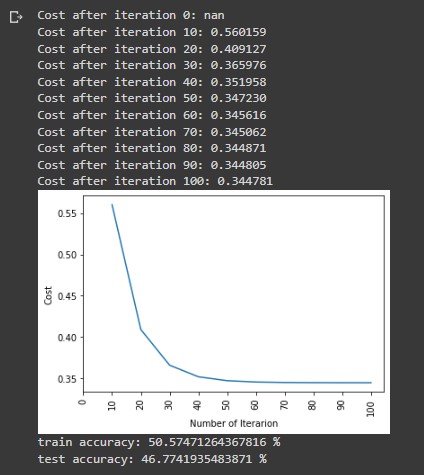 Cost after iteration 0: nan
Cost after iteration 10: 0.560159
Cost after iteration 20: 0.409127
Cost after iteration 30: 0.365976
Cost after iteration 40: 0.351958
Cost after iteration 50: 0.347230
Cost after iteration 60: 0.345616
Cost after iteration 70: 0.345062
Cost after iteration 80: 0.344871
Cost after iteration 90: 0.344805
Cost after iteration 100: 0.344781
0.55
0.50
0.45
0.40
0.35
Cost
0 10 20 30 40 50 60 70 80 90 100
Number of Iterarion
train accuracy: 50.57471264367816 %
test accuracy: 46.7741935483871 %